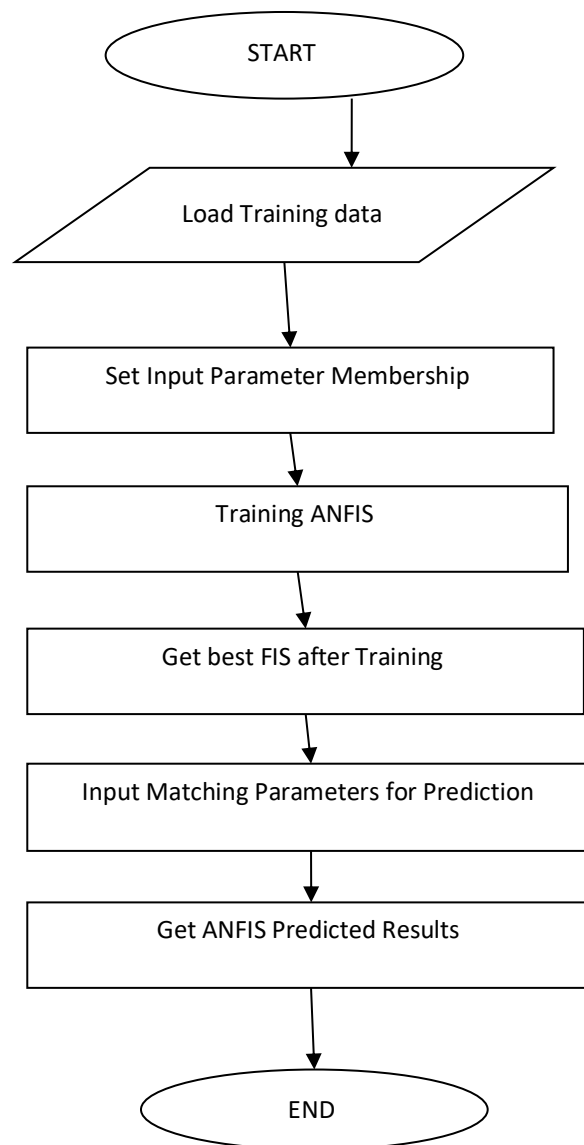 START
Load Training data
Set Input Parameter Membership
Training ANFIS
Get best FIS after Training
Input Matching Parameters for Prediction
Get ANFIS Predicted Results
END